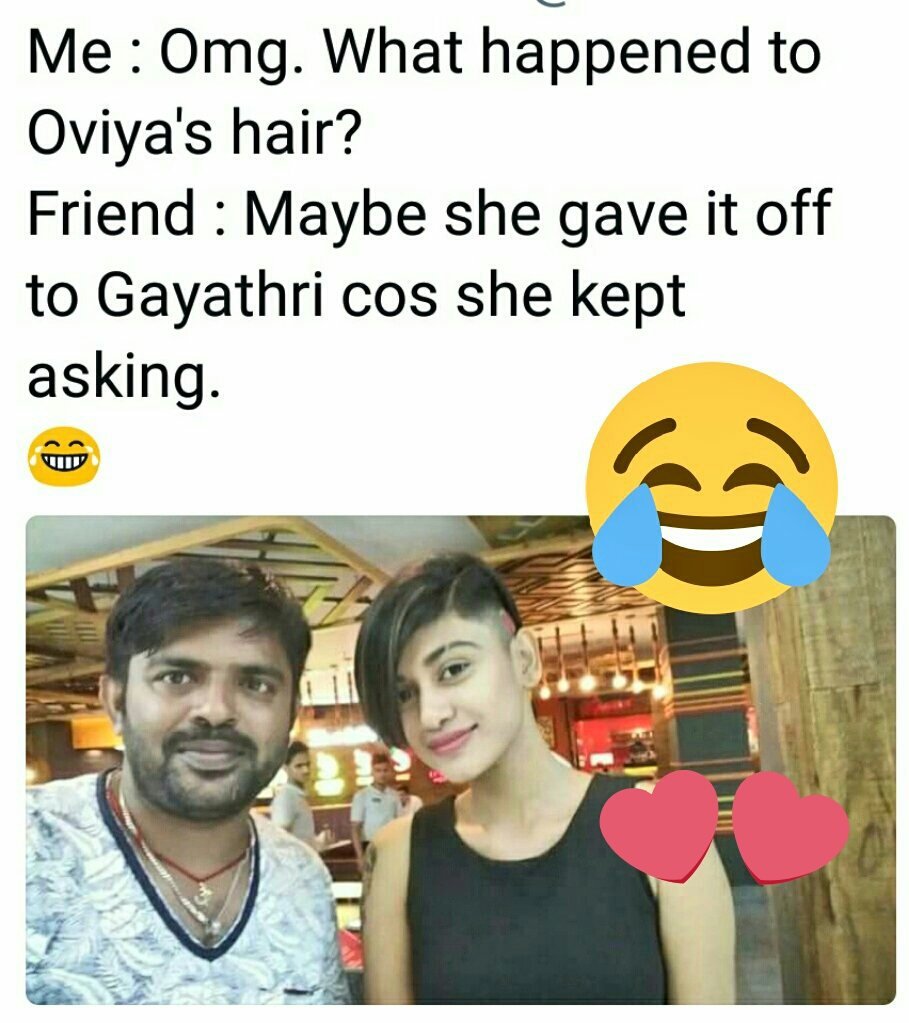 Me : Omg. What happened to
Oviya's hair?
Friend : Maybe she gave it off
to Gayathri cos she kept
asking.